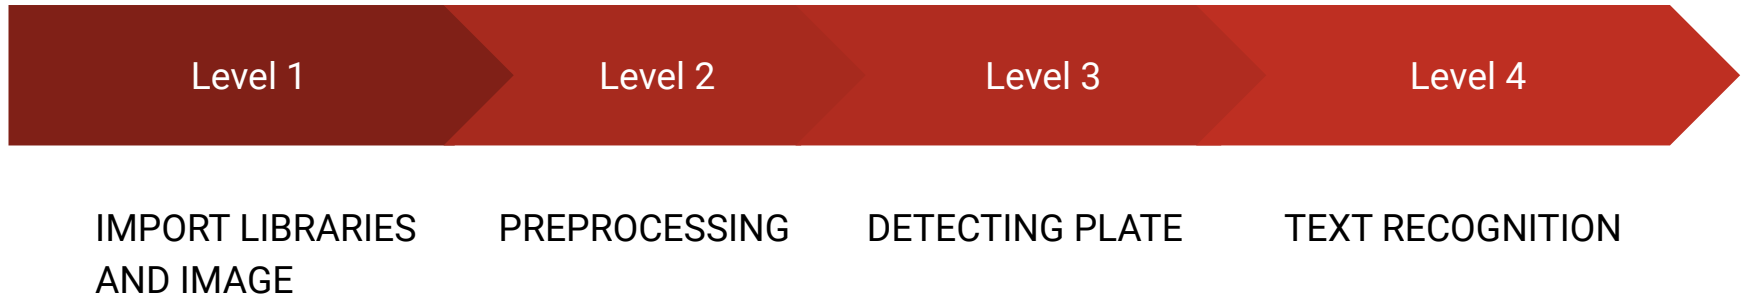 Level 1
Level 2
Level 3
Level 4
IMPORT LIBRARIES
AND IMAGE
PREPROCESSING
DETECTING PLATE
TEXT RECOGNITION